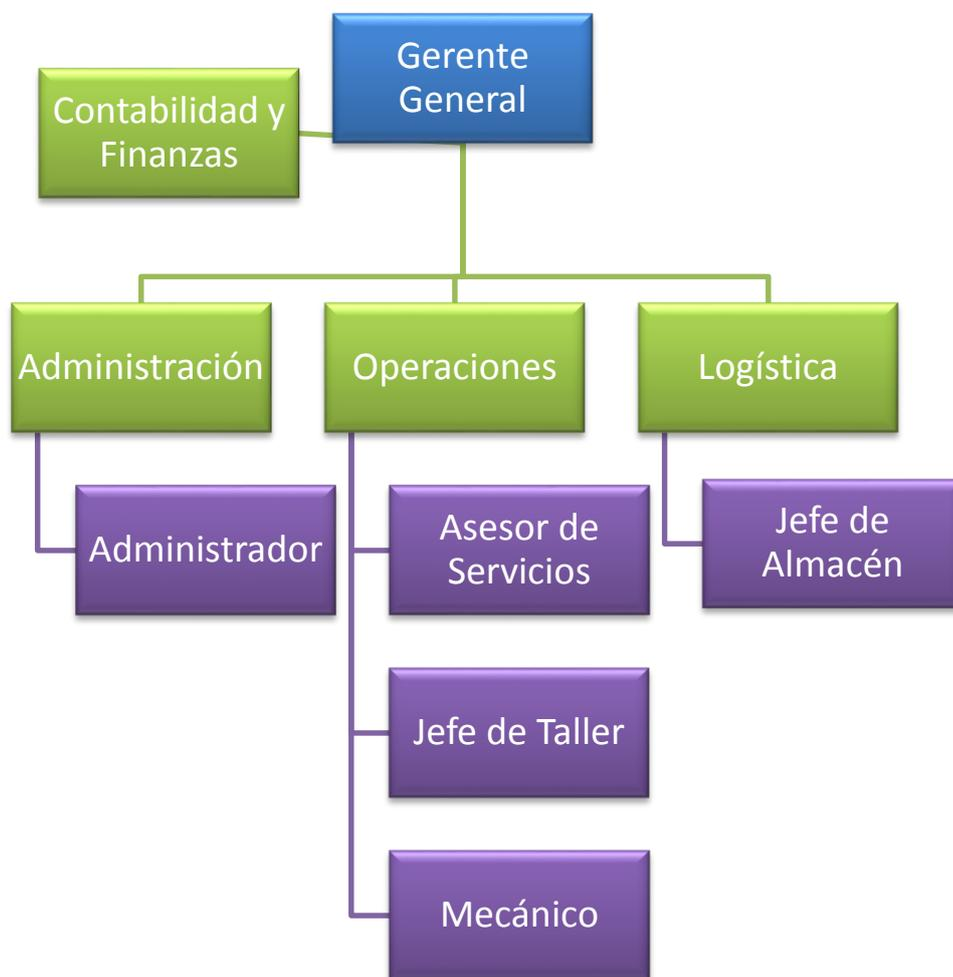 Gerente
General
Contabilidad y
Finanzas
Administración
Operaciones
Logística
Administrador
Asesor de
Servicios
Jefe de
Almacén
Jefe de Taller
Mecánico